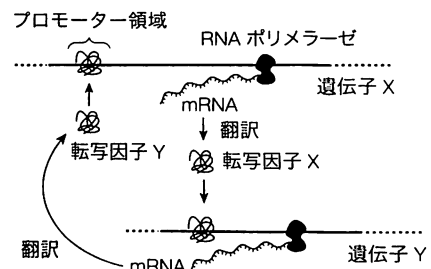 プロモーター領域
RNA ポリメラーゼ
遺伝子 X
mRNA
翻訳
転写因子 Y
転写因子 X
翻訳
mRNA
遺伝子 Y